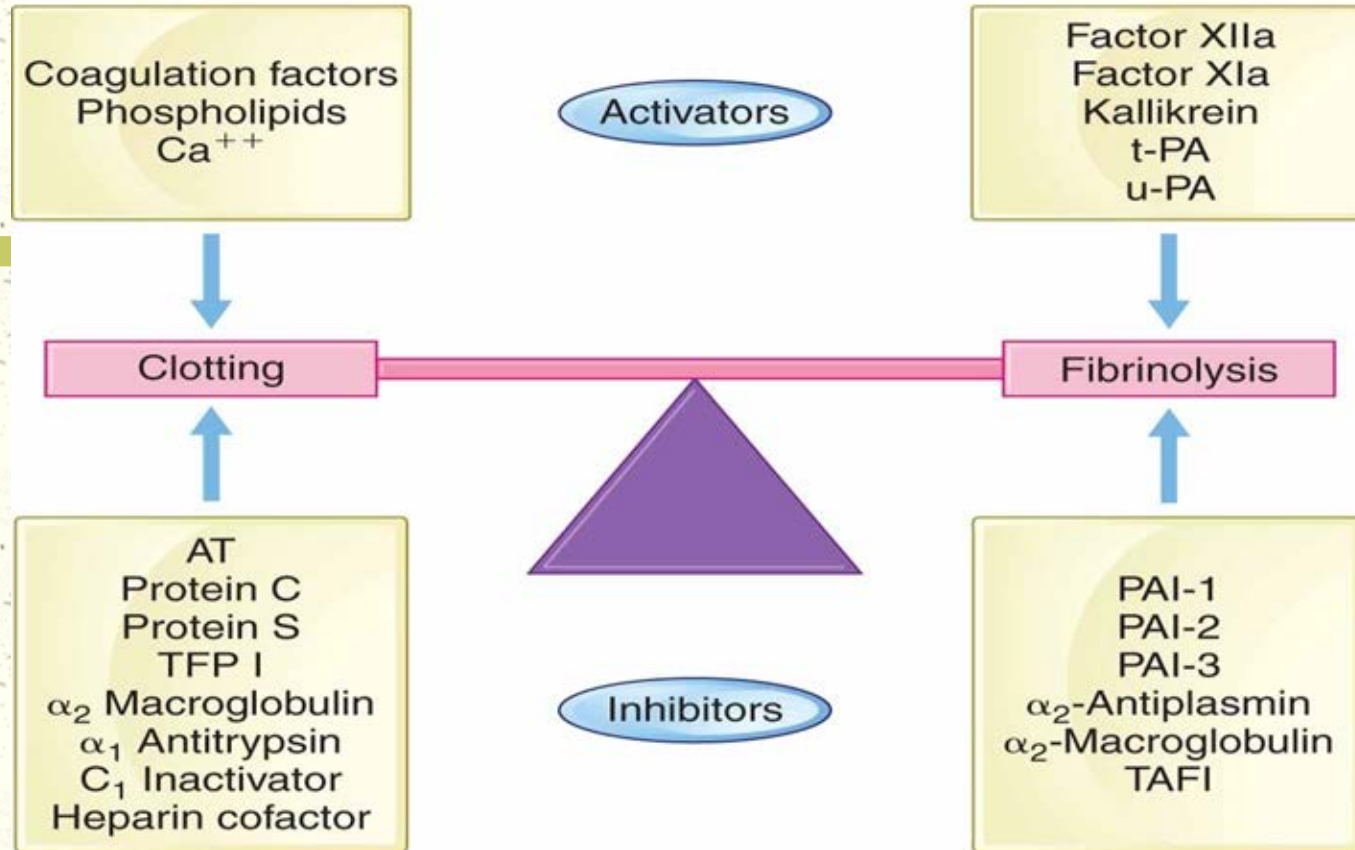 Coagulation factors
Phospholipids
Ca⁺⁺
Activators
Factor XIIa
Factor XIa
Kallikrein
t-PA
u-PA
Clotting
Fibrinolysis
AT
Protein C
Protein S
TFP I
α₂ Macroglobulin
α₁ Antitrypsin
C₁ Inactivator
Heparin cofactor
Inhibitors
PAI-1
PAI-2
PAI-3
α₂-Antiplasmin
α₂-Macroglobulin
TAFI